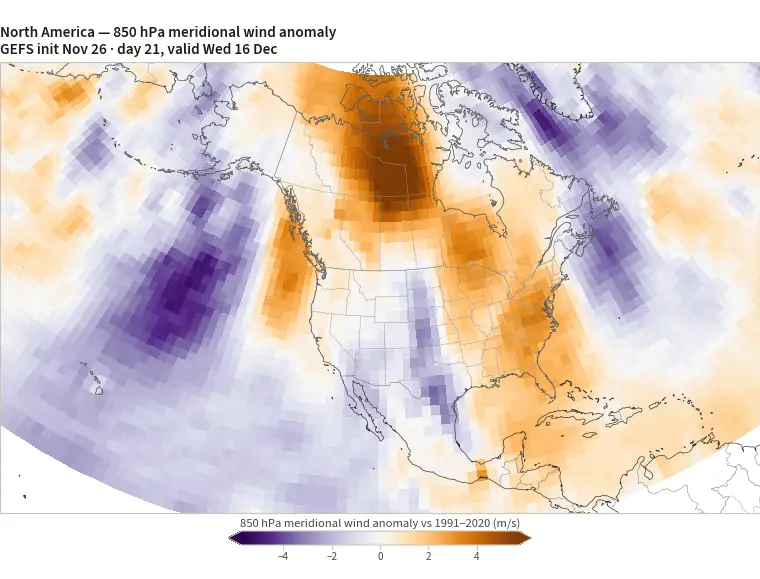 North America — 850 hPa meridional wind anomaly
GEFS init Nov 26 · day 21, valid Wed 16 Dec
850 hPa meridional wind anomaly vs 1991−2020 (m/s)
−4 −2 0 2 4